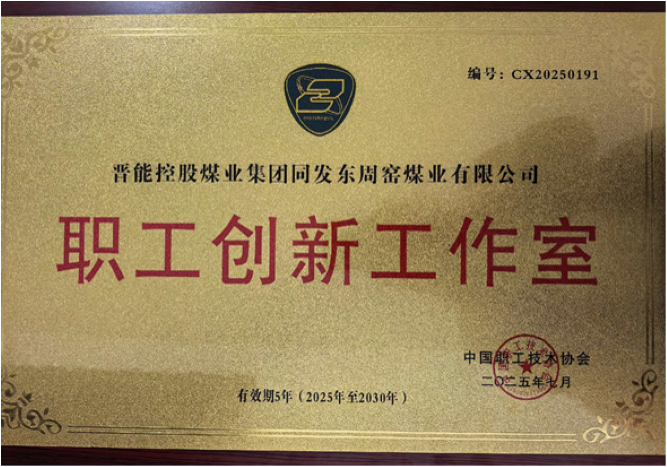 编号：CX20250191
晋能控股煤业集团同发东周窑煤业有限公司
职工创新工作室
中国职工技术协会
二〇二五年七月
有效期5年（2025年至2030年）